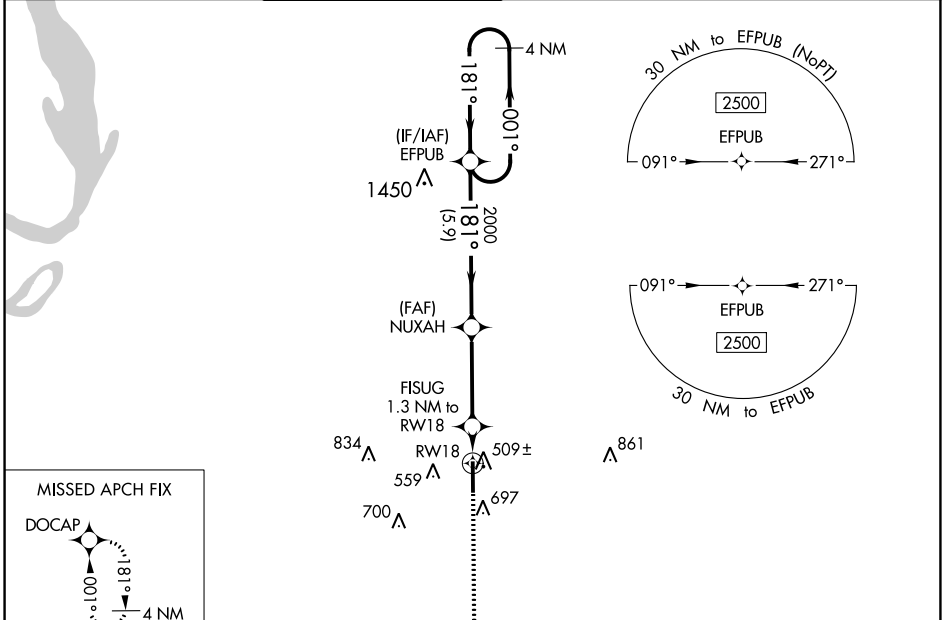 4 NM
181°
001°
(IF/IAF)
EFPUB
1450
2000
181°
(5.9)
(FAF)
NUXAH
FISUG
1.3 NM to
RW18
834
RW18
509±
559
861
700
697
30 NM to EFPUB (NoPT)
2500
EFPUB
091°
271°
091°
271°
EFPUB
2500
30 NM to EFPUB
MISSED APCH FIX
DOCAP
181°
001°
4 NM